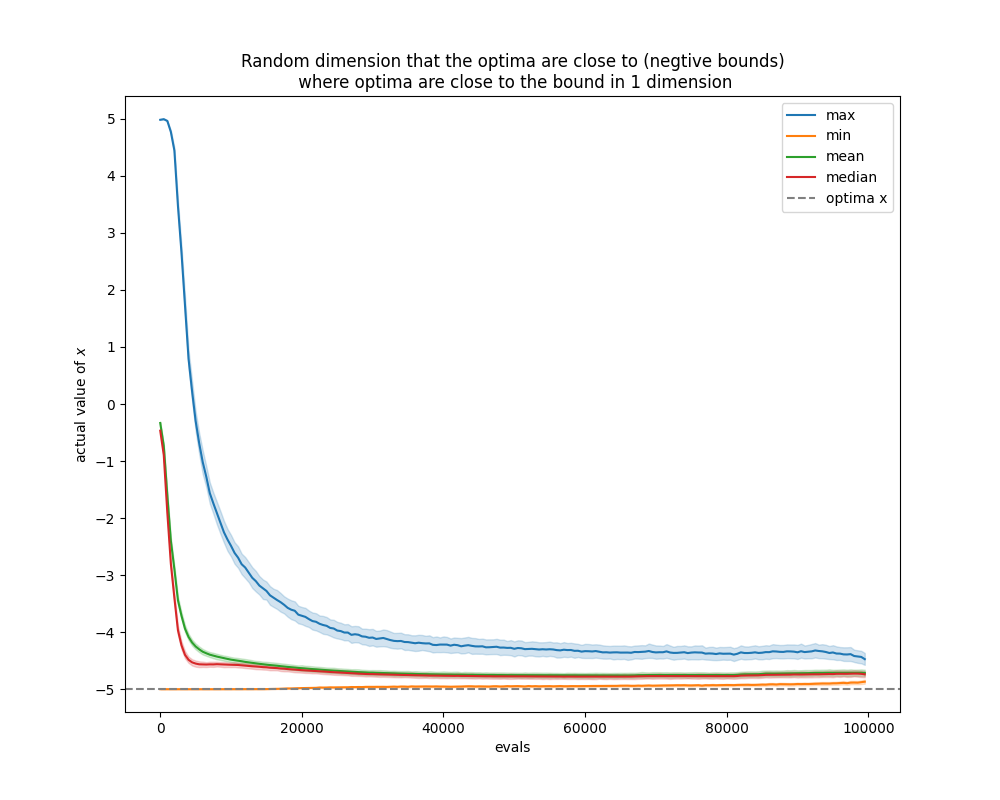 Random dimension that the optima are close to (negtive bounds)
where optima are close to the bound in 1 dimension
max
min
mean
median
optima x
5
4
3
2
1
0
−1
−2
−3
−4
−5
actual value of x
0
20000
40000
60000
80000
100000
evals